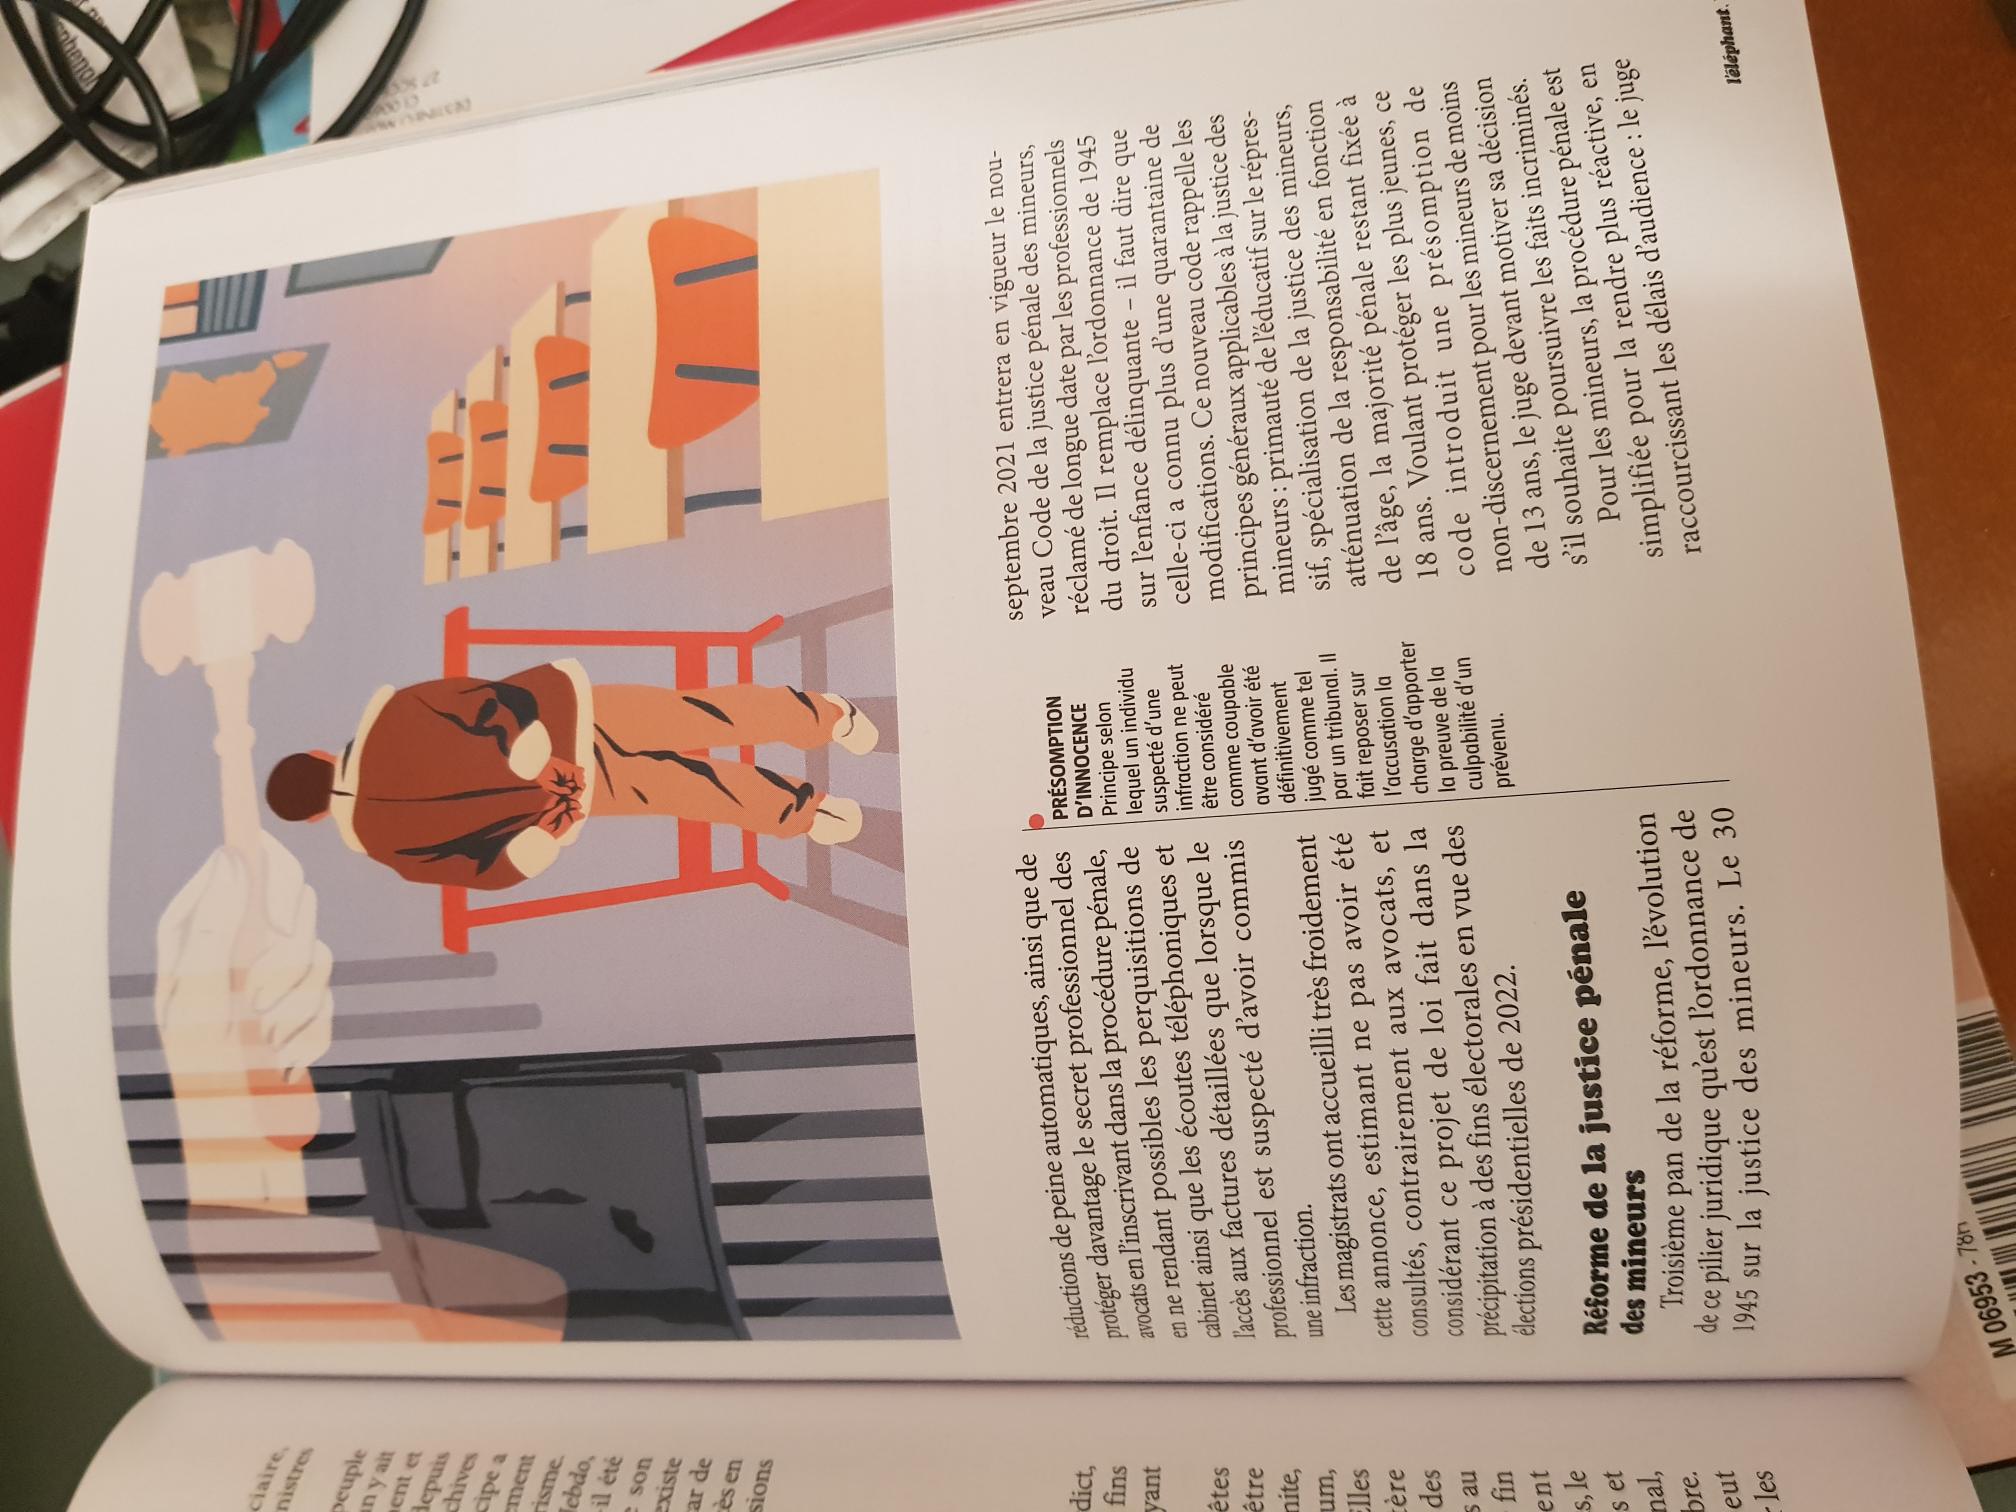 ciaire,
nistres
peuple
un y ait
ent et
depuis
chives
cipe a
ement
risme.
Hebdo,
-il été
son
existe
ar de
ès en
sions
dict,
fins
yant
êtes
être
nite,
um,
Elles
tère
des
s au
fin
ent
s, le
s et
nal,
bre.
eut
les
réductions de peine automatiques, ainsi que de
protéger davantage le secret professionnel des
avocats en l'inscrivant dans la procédure pénale,
en ne rendant possibles les perquisitions de
cabinet ainsi que les écoutes téléphoniques et
l'accès aux factures détaillées que lorsque le
professionnel est suspecté d'avoir commis
une infraction.
Les magistrats ont accueilli très froidement
cette annonce, estimant ne pas avoir été
consultés, contrairement aux avocats, et
considérant ce projet de loi fait dans la
précipitation à des fins électorales en vue des
élections présidentielles de 2022.
Réforme de la justice pénale
des mineurs
Troisième pan de la réforme, l'évolution
de ce pilier juridique qu'est l'ordonnance de
1945 sur la justice des mineurs. Le 30
PRÉSOMPTION
D'INNOCENCE
Principe selon
lequel un individu
suspecté d'une
infraction ne peut
être considéré
comme coupable
avant d'avoir été
définitivement
jugé comme tel
par un tribunal. Il
fait reposer sur
l'accusation la
charge d'apporter
la preuve de la
culpabilité d'un
prévenu.
septembre 2021 entrera en vigueur le nou-
veau Code de la justice pénale des mineurs,
réclamé de longue date par les professionnels
du droit. Il remplace l'ordonnance de 1945
sur l'enfance délinquante – il faut dire que
celle-ci a connu plus d'une quarantaine de
modifications. Ce nouveau code rappelle les
principes généraux applicables à la justice des
mineurs : primauté de l'éducatif sur le répres-
sif, spécialisation de la justice des mineurs,
atténuation de la responsabilité en fonction
de l'âge, la majorité pénale restant fixée à
18 ans. Voulant protéger les plus jeunes, ce
code introduit une présomption de
non-discernement pour les mineurs de moins
de 13 ans, le juge devant motiver sa décision
s'il souhaite poursuivre les faits incriminés.
Pour les mineurs, la procédure pénale est
simplifiée pour la rendre plus réactive, en
raccourcissant les délais d'audience : le juge
l'éléphant.
M 06953 - 78H